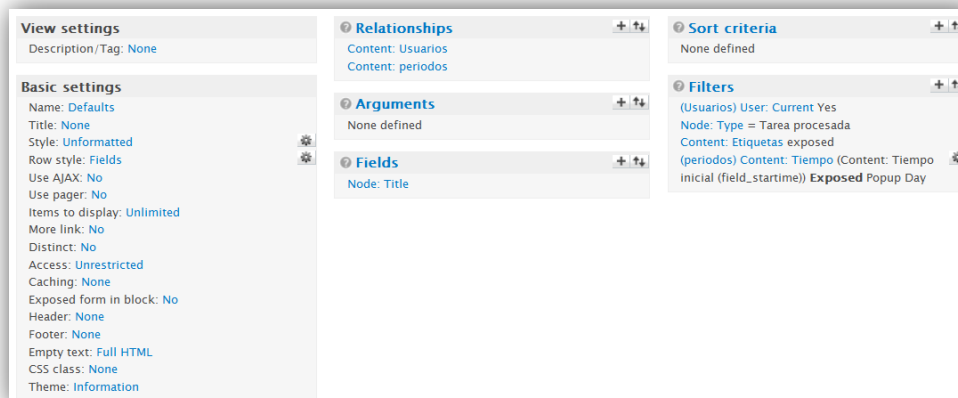 View settings
Description/Tag: None
Basic settings
Name: Defaults
Title: None
Style: Unformatted
Row style: Fields
Use AJAX: No
Use pager: No
Items to display: Unlimited
More link: No
Distinct: No
Access: Unrestricted
Caching: None
Exposed form in block: No
Header: None
Footer: None
Empty text: Full HTML
CSS class: None
Theme: Information
Relationships
Content: Usuarios
Content: periodos
Arguments
None defined
Fields
Node: Title
Sort criteria
None defined
Filters
(Usuarios) User: Current Yes
Node: Type = Tarea procesada
Content: Etiquetas exposed
(periodos) Content: Tiempo (Content: Tiempo
inicial (field_startime)) Exposed Popup Day